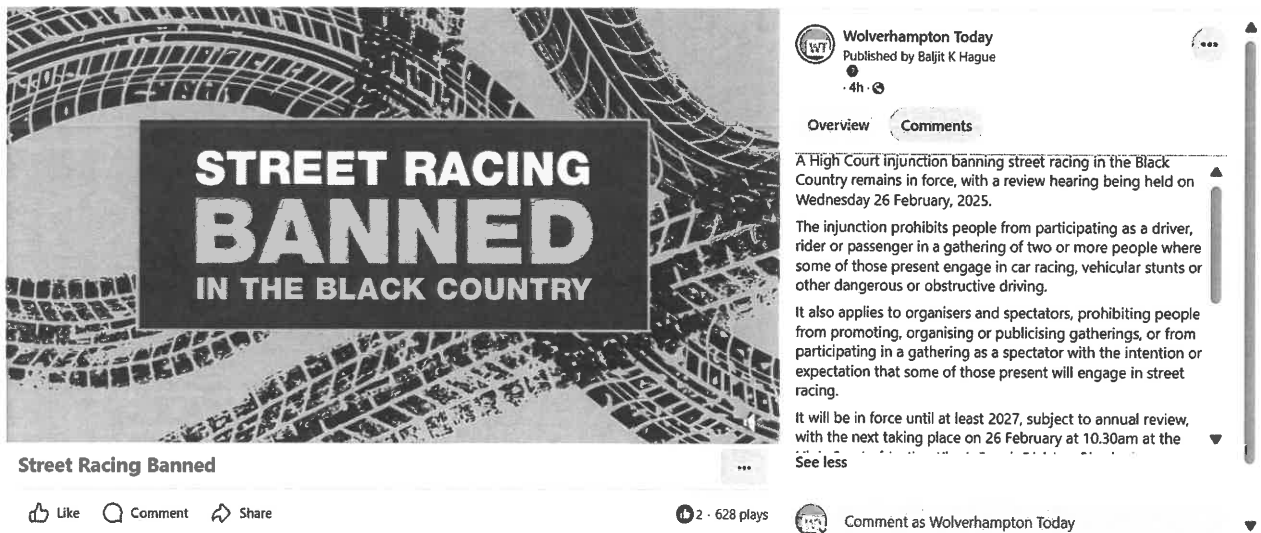 STREET RACING
BANNED
IN THE BLACK COUNTRY
Street Racing Banned
Like
Comment
Share
2 · 628 plays
WT
Wolverhampton Today
Published by Baljit K Hague
· 4h ·
Overview
Comments
A High Court injunction banning street racing in the Black
Country remains in force, with a review hearing being held on
Wednesday 26 February, 2025.
The injunction prohibits people from participating as a driver,
rider or passenger in a gathering of two or more people where
some of those present engage in car racing, vehicular stunts or
other dangerous or obstructive driving.
It also applies to organisers and spectators, prohibiting people
from promoting, organising or publicising gatherings, or from
participating in a gathering as a spectator with the intention or
expectation that some of those present will engage in street
racing.
It will be in force until at least 2027, subject to annual review,
with the next taking place on 26 February at 10.30am at the
See less
Comment as Wolverhampton Today